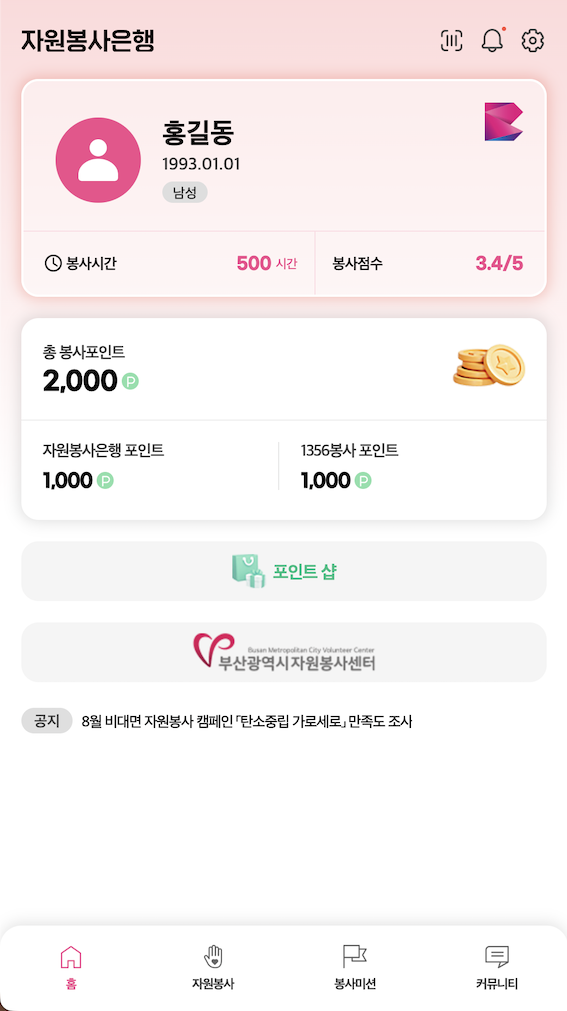 자원봉사은행
홍길동
1993.01.01
남성
봉사시간 500 시간
봉사점수 3.4/5
총 봉사포인트
2,000 P
자원봉사은행 포인트
1,000 P
1356봉사 포인트
1,000 P
포인트 샵
Busan Metropolitan City Volunteer Center
부산광역시자원봉사센터
공지 8월 비대면 자원봉사 캠페인 「탄소중립 가로세로」 만족도 조사
홈
자원봉사
봉사미션
커뮤니티